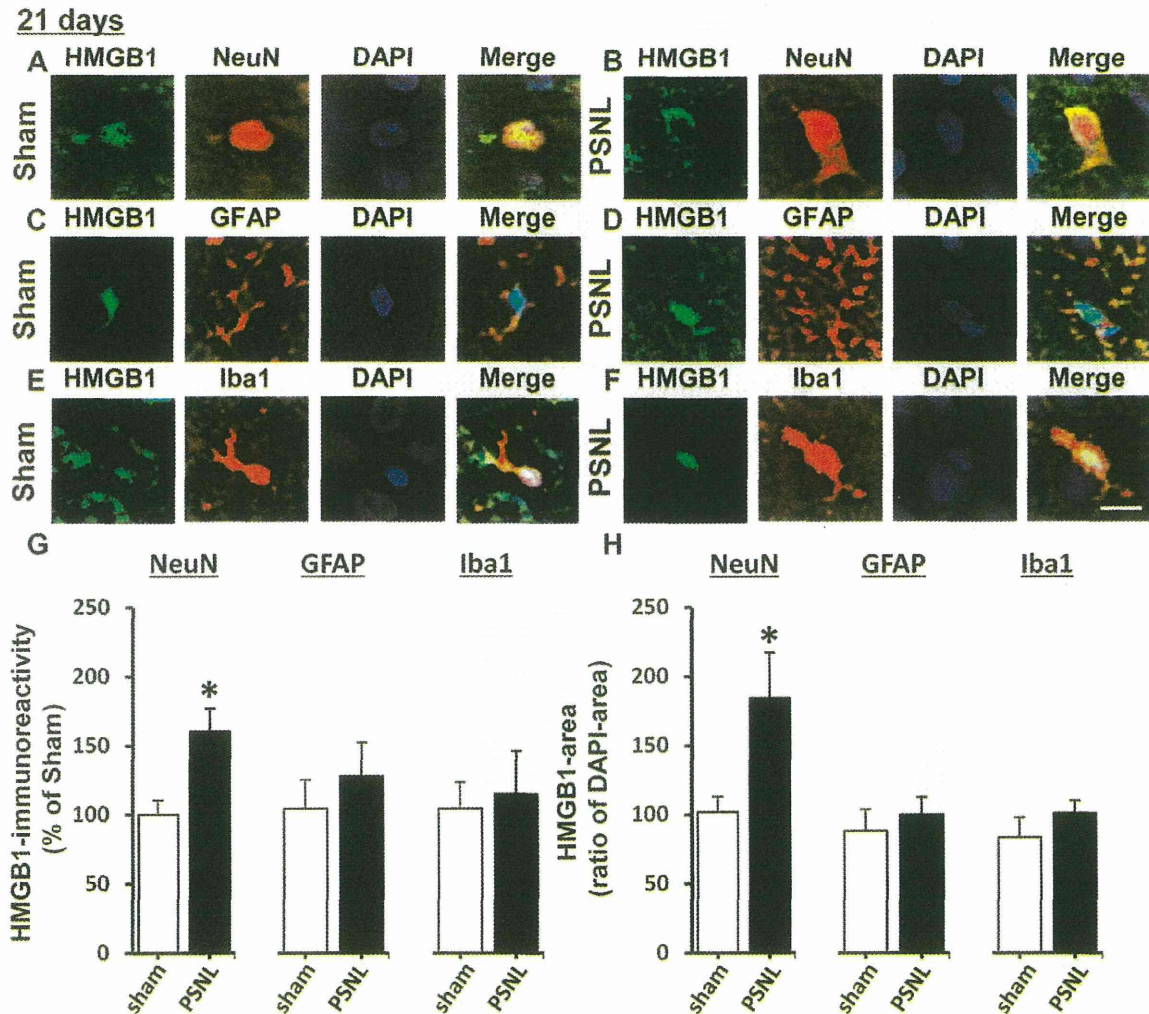 21 days
A HMGB1 NeuN DAPI Merge B HMGB1 NeuN DAPI Merge
Sham PSNL
C HMGB1 GFAP DAPI Merge D HMGB1 GFAP DAPI Merge
Sham PSNL
E HMGB1 Iba1 DAPI Merge F HMGB1 Iba1 DAPI Merge
Sham PSNL
G NeuN GFAP Iba1
HMGB1-immunoreactivity
(% of Sham)
250
200
150
100
50
0
*
sham PSNL sham PSNL sham PSNL
H NeuN GFAP Iba1
HMGB1-area
(ratio of DAPI-area)
250
200
150
100
50
0
*
sham PSNL sham PSNL sham PSNL